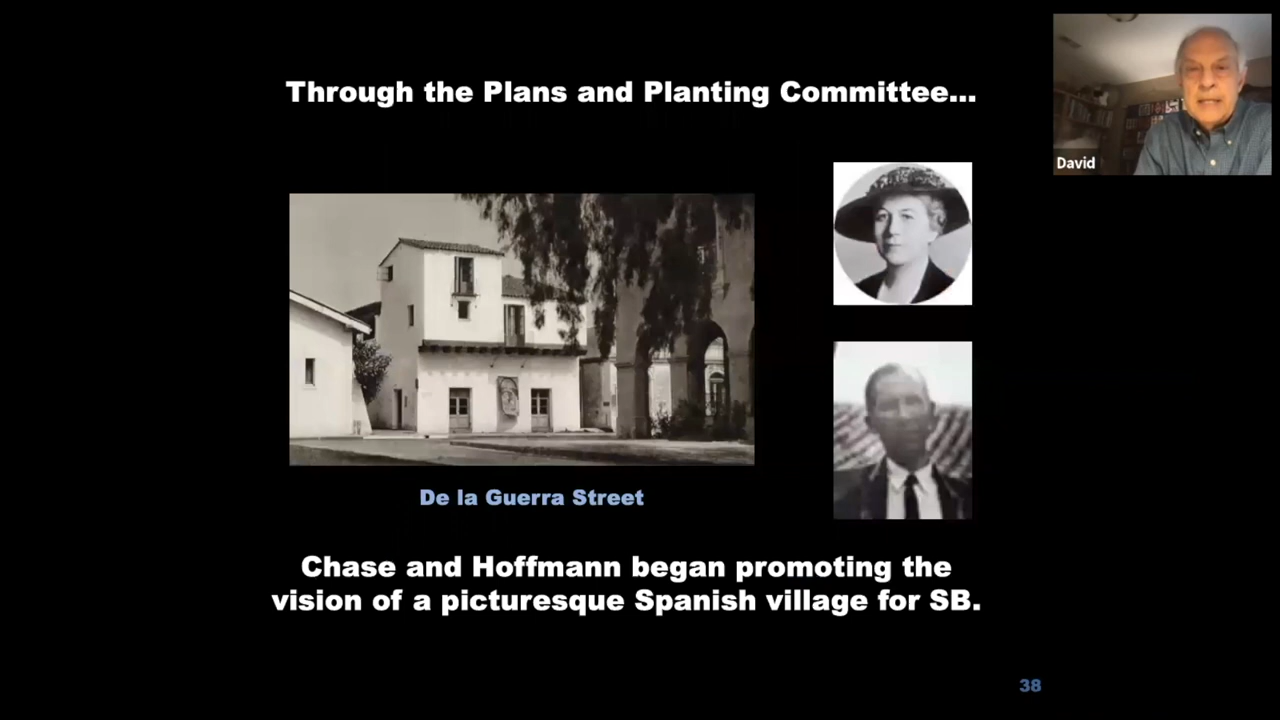 Through the Plans and Planting Committee...
David
De la Guerra Street
Chase and Hoffmann began promoting the
vision of a picturesque Spanish village for SB.
38